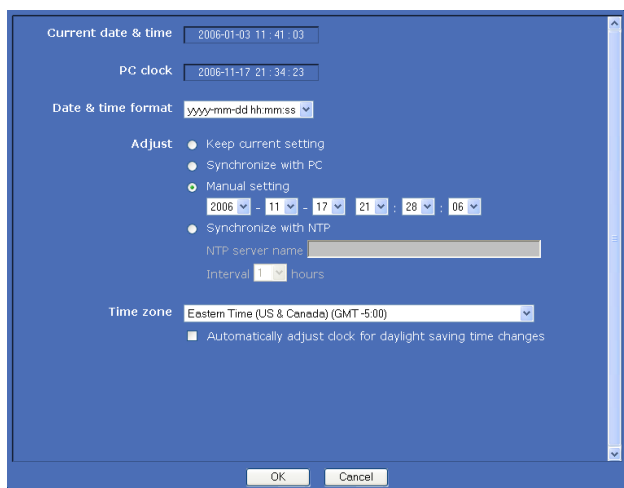 Current date & time 2006-01-03 11 : 41 : 03
PC clock 2006-11-17 21 : 34 : 23
Date & time format yyyy-mm-dd hh:mm:ss
Adjust Keep current setting
Synchronize with PC
Manual setting
2006 - 11 - 17 21 : 28 : 06
Synchronize with NTP
NTP server name
Interval 1 hours
Time zone Eastern Time (US & Canada) (GMT -5:00)
Automatically adjust clock for daylight saving time changes
OK Cancel